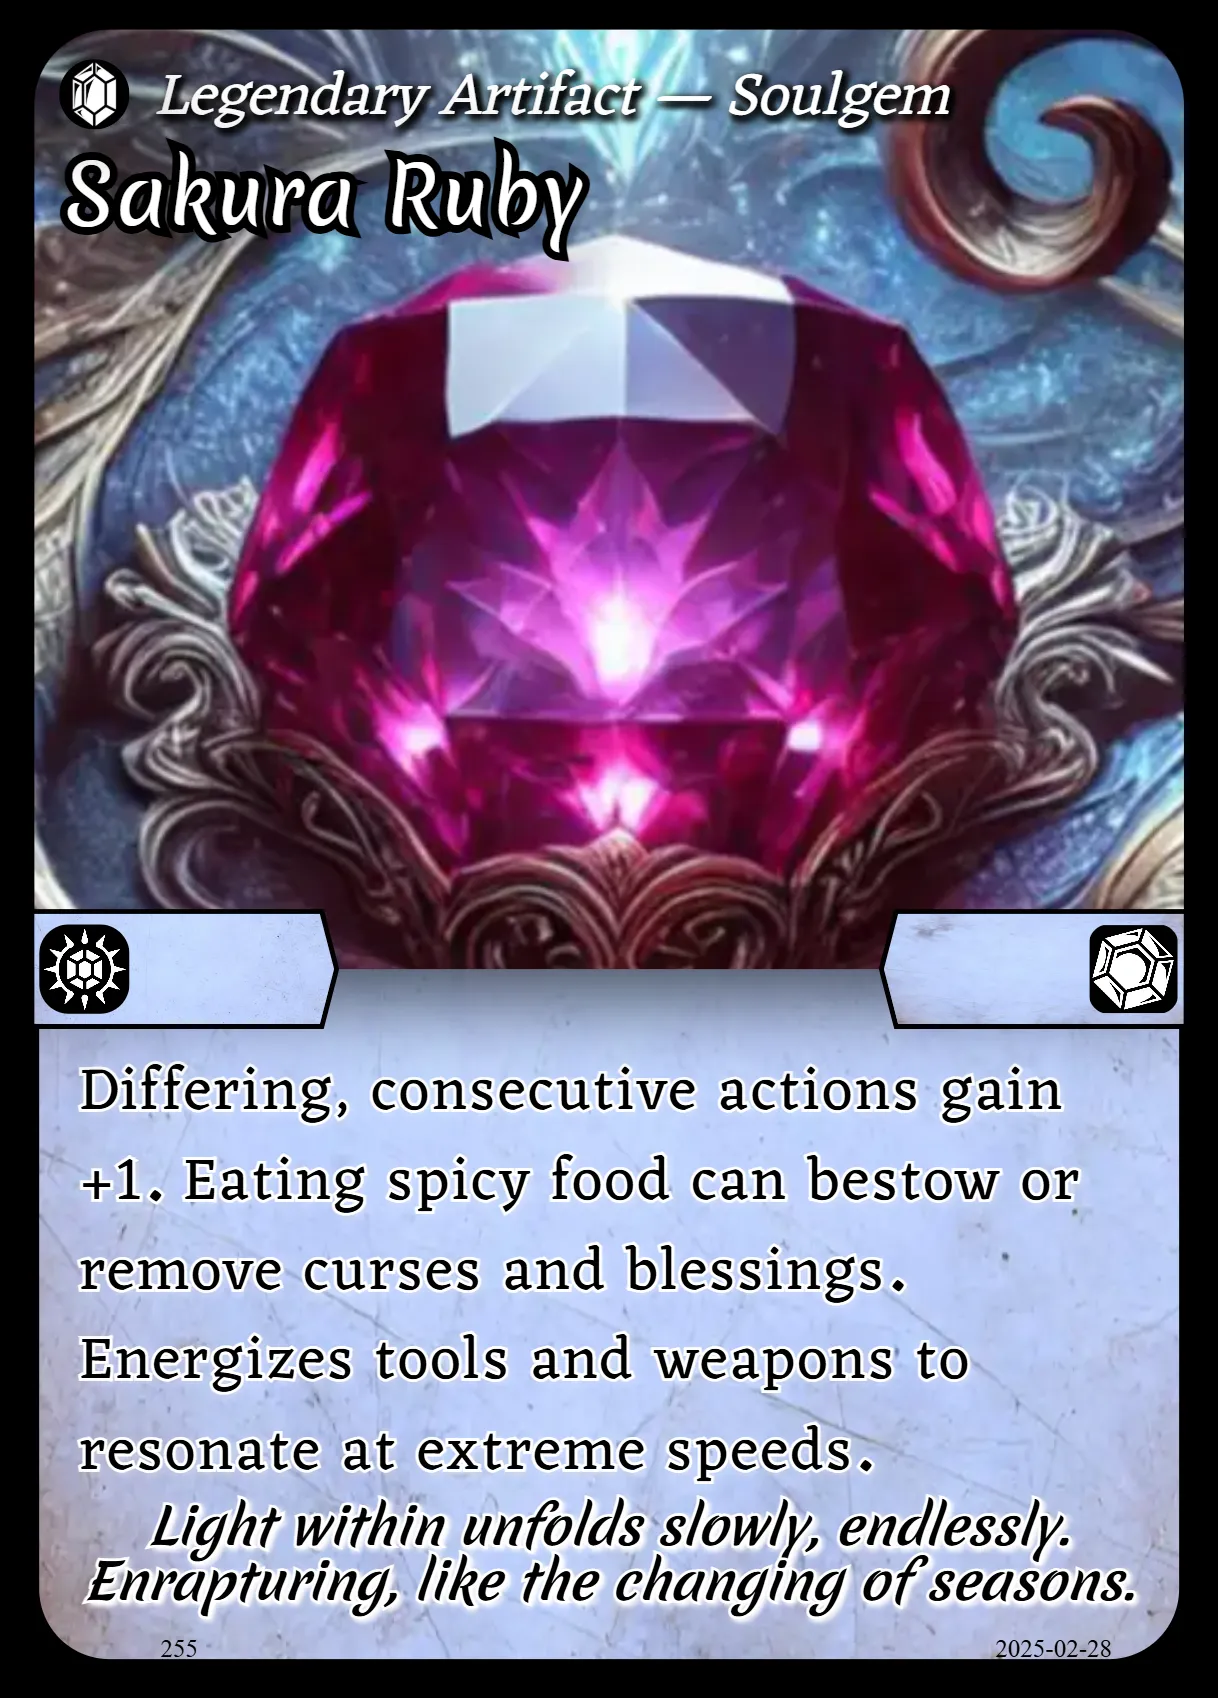 Legendary Artifact — Soulgem
Sakura Ruby
Differing, consecutive actions gain
+1. Eating spicy food can bestow or
remove curses and blessings.
Energizes tools and weapons to
resonate at extreme speeds.
Light within unfolds slowly, endlessly.
Enrapturing, like the changing of seasons.
255
2025-02-28